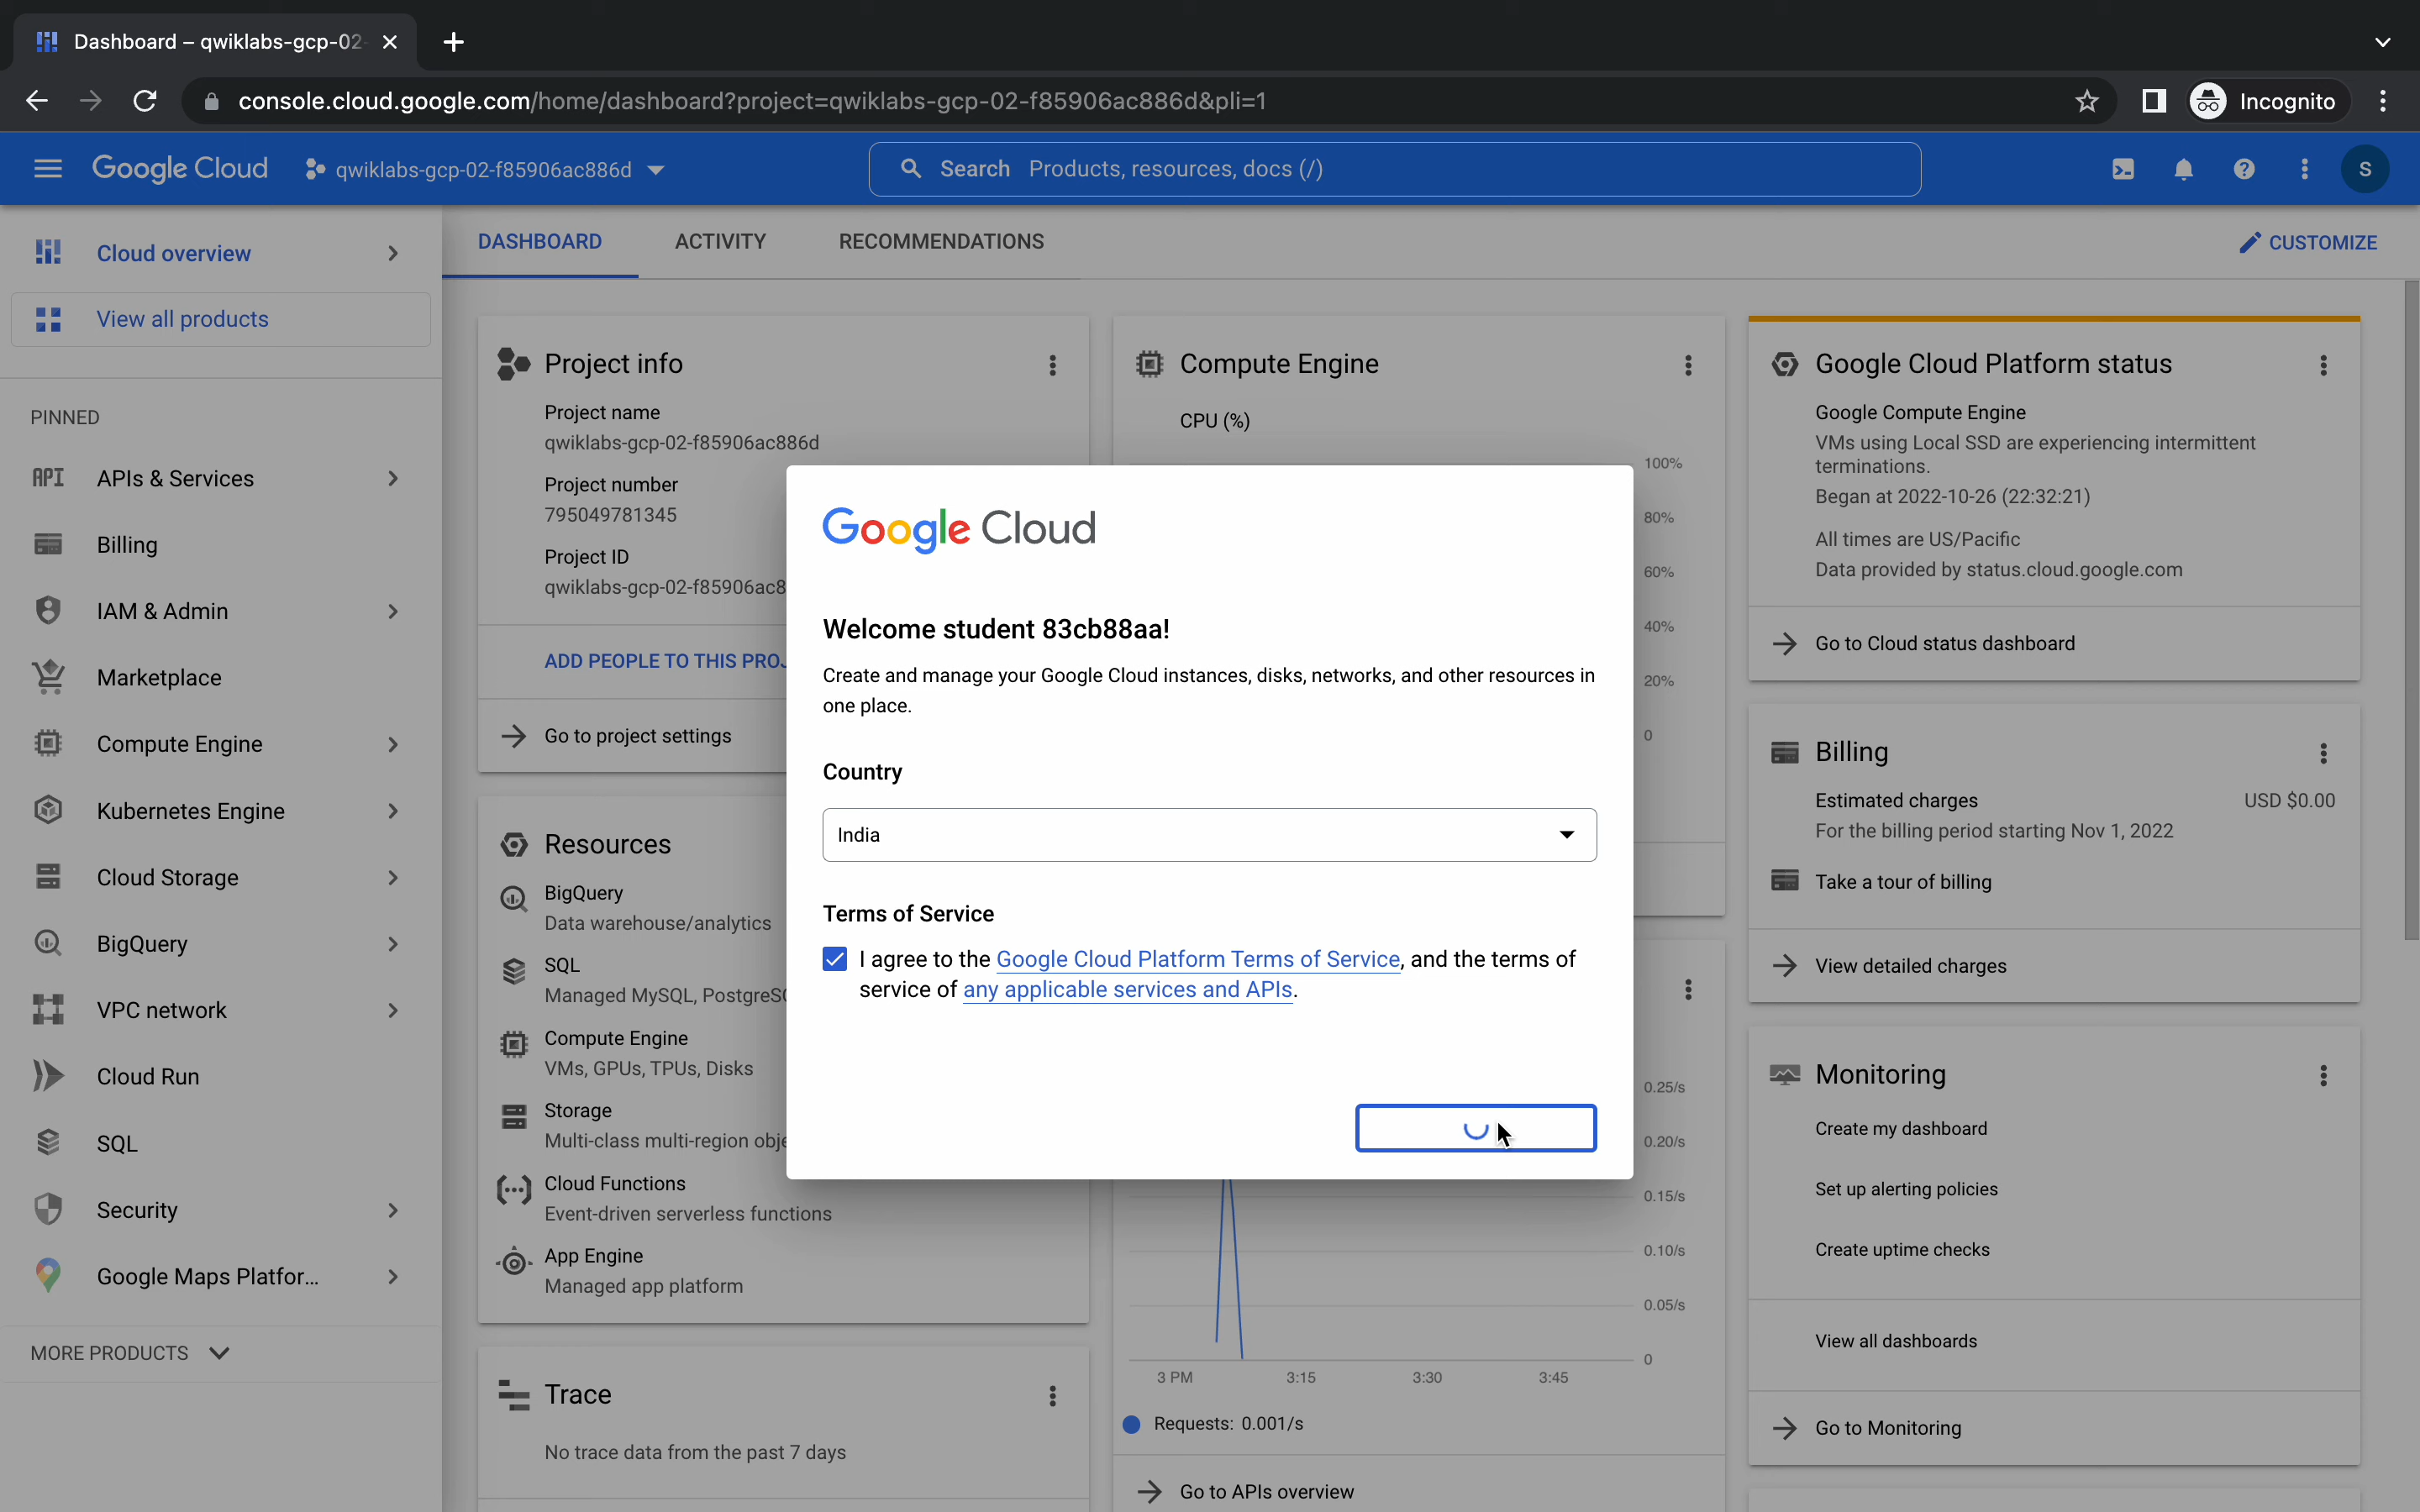 Dashboard – qwiklabs-gcp-02-
console.cloud.google.com/home/dashboard?project=qwiklabs-gcp-02-f85906ac886d&pli=1
Incognito
Google Cloud
qwiklabs-gcp-02-f85906ac886d
Search Products, resources, docs (/)
S
Cloud overview
View all products
PINNED
API
APIs & Services
Billing
IAM & Admin
Marketplace
Compute Engine
Kubernetes Engine
Cloud Storage
BigQuery
VPC network
Cloud Run
SQL
Security
Google Maps Platfor...
MORE PRODUCTS
DASHBOARD
ACTIVITY
RECOMMENDATIONS
CUSTOMIZE
Project info
Project name
qwiklabs-gcp-02-f85906ac886d
Project number
795049781345
Project ID
qwiklabs-gcp-02-f85906ac8
ADD PEOPLE TO THIS PROJ
Go to project settings
Resources
BigQuery
Data warehouse/analytics
SQL
Managed MySQL, PostgreS
Compute Engine
VMs, GPUs, TPUs, Disks
Storage
Multi-class multi-region obje
Cloud Functions
Event-driven serverless functions
App Engine
Managed app platform
Trace
No trace data from the past 7 days
Compute Engine
CPU (%)
100%
80%
60%
40%
20%
0
Google Cloud
Welcome student 83cb88aa!
Create and manage your Google Cloud instances, disks, networks, and other resources in
one place.
Country
India
Terms of Service
I agree to the Google Cloud Platform Terms of Service, and the terms of
service of any applicable services and APIs.
0.25/s
0.20/s
0.15/s
0.10/s
0.05/s
0
3 PM
3:15
3:30
3:45
Requests: 0.001/s
Go to APIs overview
Google Cloud Platform status
Google Compute Engine
VMs using Local SSD are experiencing intermittent
terminations.
Began at 2022-10-26 (22:32:21)
All times are US/Pacific
Data provided by status.cloud.google.com
Go to Cloud status dashboard
Billing
Estimated charges
USD $0.00
For the billing period starting Nov 1, 2022
Take a tour of billing
View detailed charges
Monitoring
Create my dashboard
Set up alerting policies
Create uptime checks
View all dashboards
Go to Monitoring